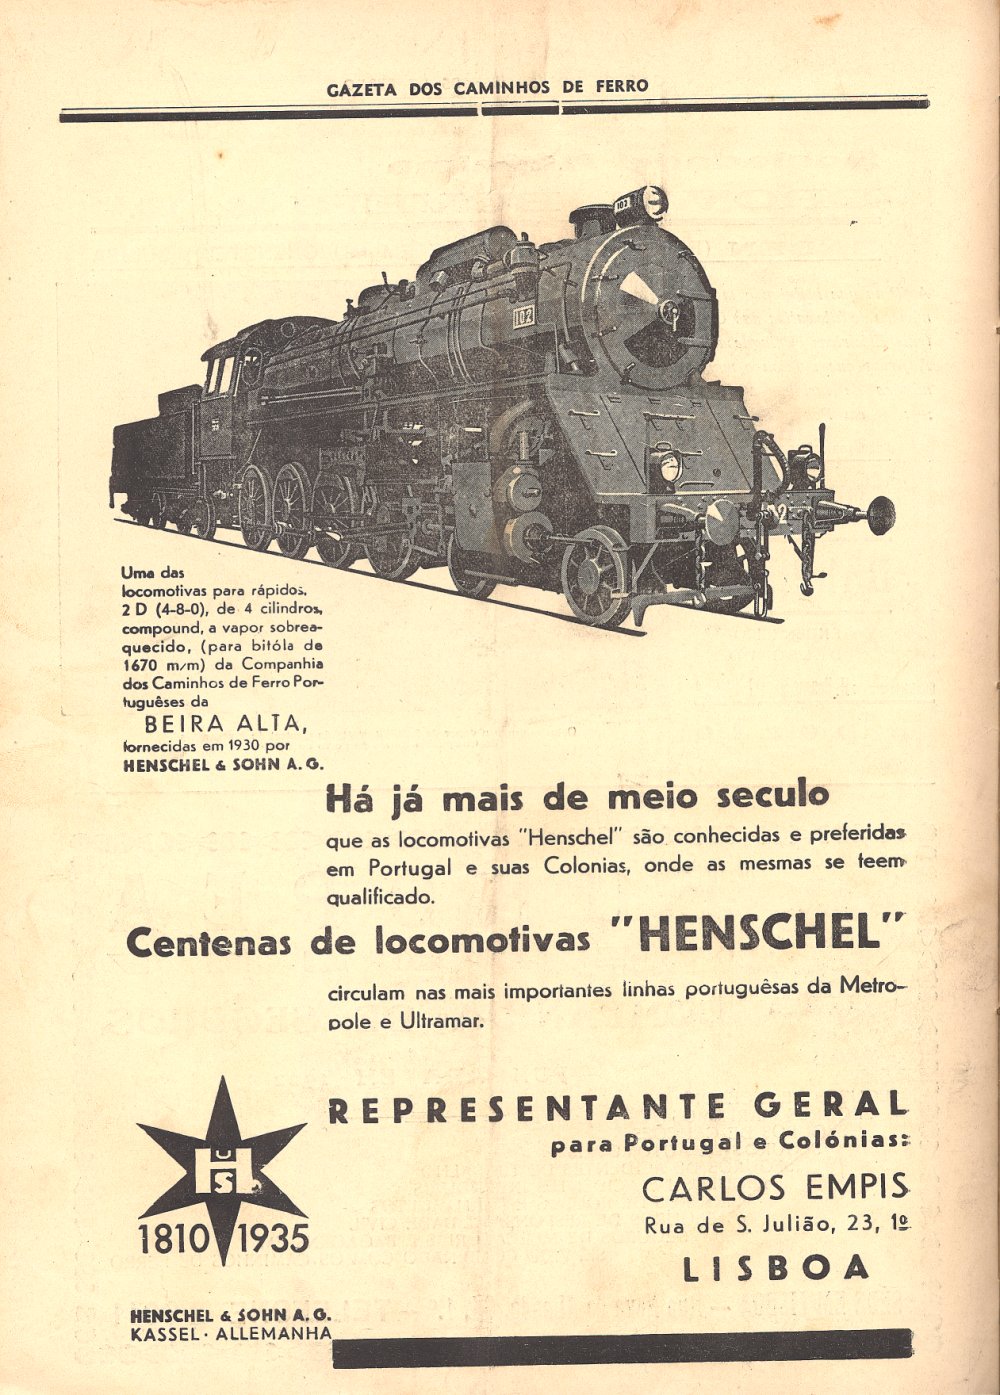 GAZETA DOS CAMINHOS DE FERRO
102
102
2
Uma das
locomotivas para rápidos,
2 D (4-8-0), de 4 cilindros,
compound, a vapor sobrea-
quecido, (para bitóla de
1670 m/m) da Companhia
dos Caminhos de Ferro Por-
tuguêses da
BEIRA ALTA,
fornecidas em 1930 por
HENSCHEL & SOHN A. G.
Há já mais de meio seculo
que as locomotivas "Henschel" são conhecidas e preferidas
em Portugal e suas Colonias, onde as mesmas se teem
qualificado.
Centenas de locomotivas "HENSCHEL"
circulam nas mais importantes linhas portuguêsas da Metro-
pole e Ultramar.
H U S
1810 1935
REPRESENTANTE GERAL
para Portugal e Colónias:
CARLOS EMPIS
Rua de S. Julião, 23, 1º
LISBOA
HENSCHEL & SOHN A. G.
KASSEL · ALLEMANHA